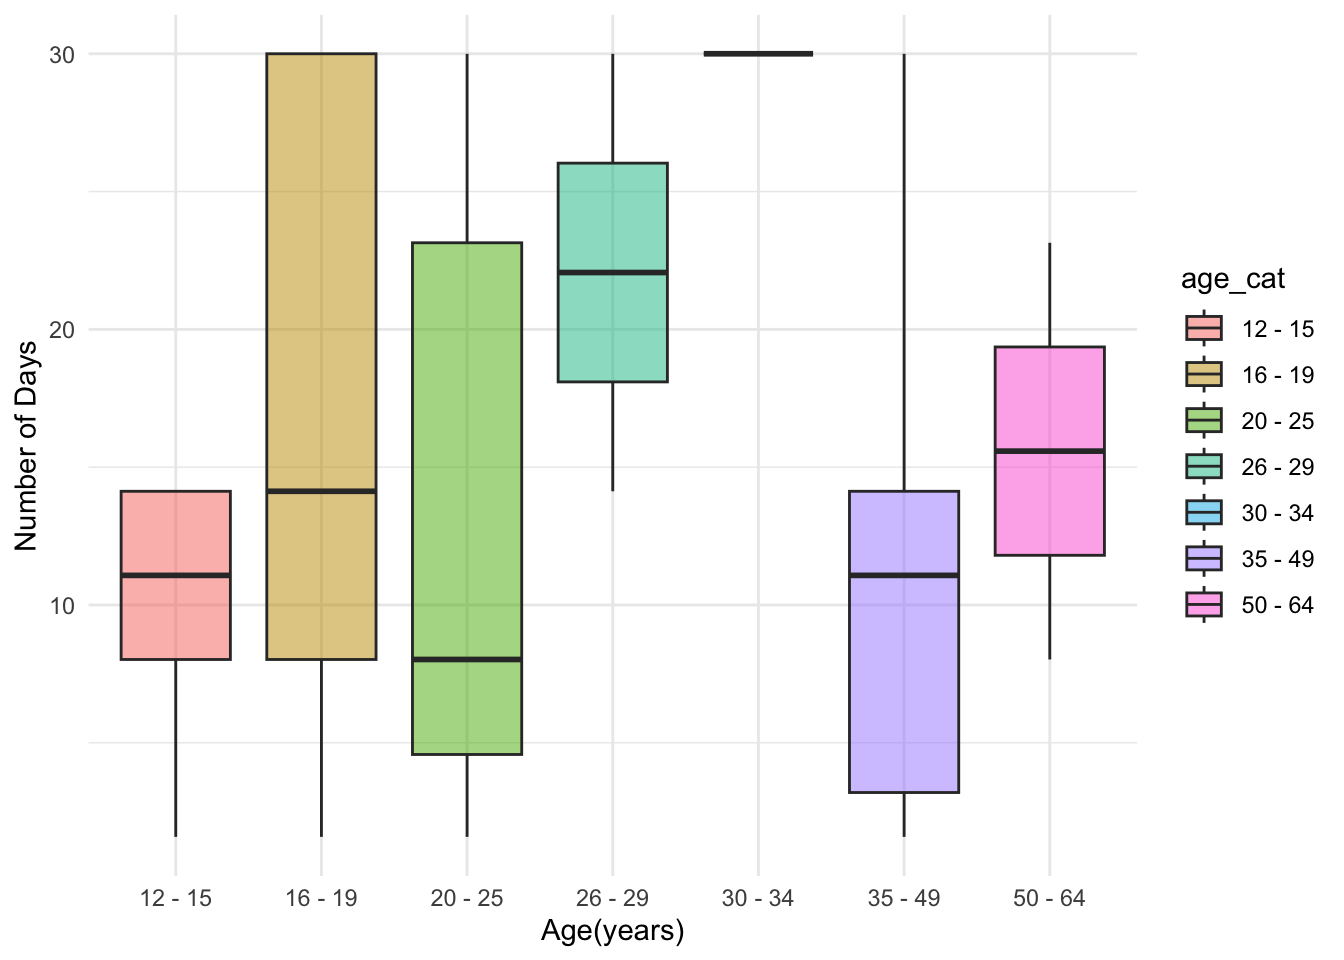 Number of Days
30
20
10
12 - 15
16 - 19
20 - 25
26 - 29
30 - 34
35 - 49
50 - 64
Age(years)
age_cat
12 - 15
16 - 19
20 - 25
26 - 29
30 - 34
35 - 49
50 - 64